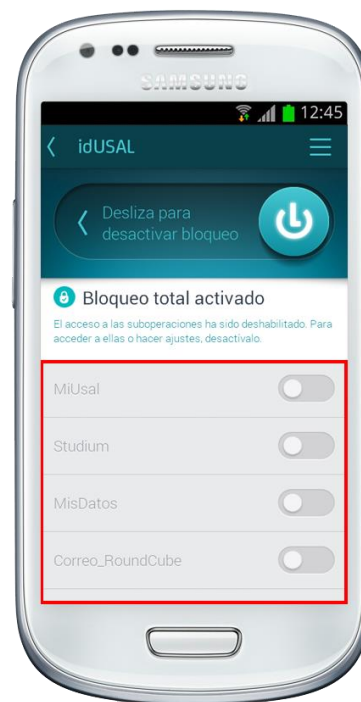 SAMSUNG
12:45
idUSAL
Desliza para
desactivar bloqueo
Bloqueo total activado
El acceso a las suboperaciones ha sido deshabilitado. Para
acceder a ellas o hacer ajustes, desactívalo.
MiUsal
Studium
MisDatos
Correo_RoundCube